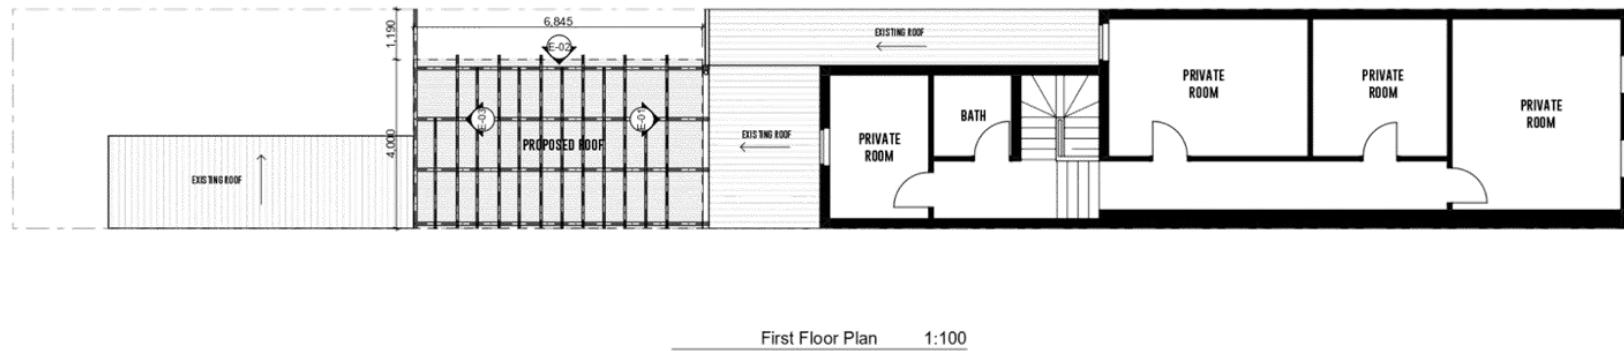 6,845
1,190
E-02
EXISTING ROOF
PRIVATE
ROOM
PRIVATE
ROOM
PRIVATE
ROOM
BATH
E-03
E-01
EXISTING ROOF
PROPOSED ROOF
4,000
PRIVATE
ROOM
EXISTING ROOF
First Floor Plan 1:100